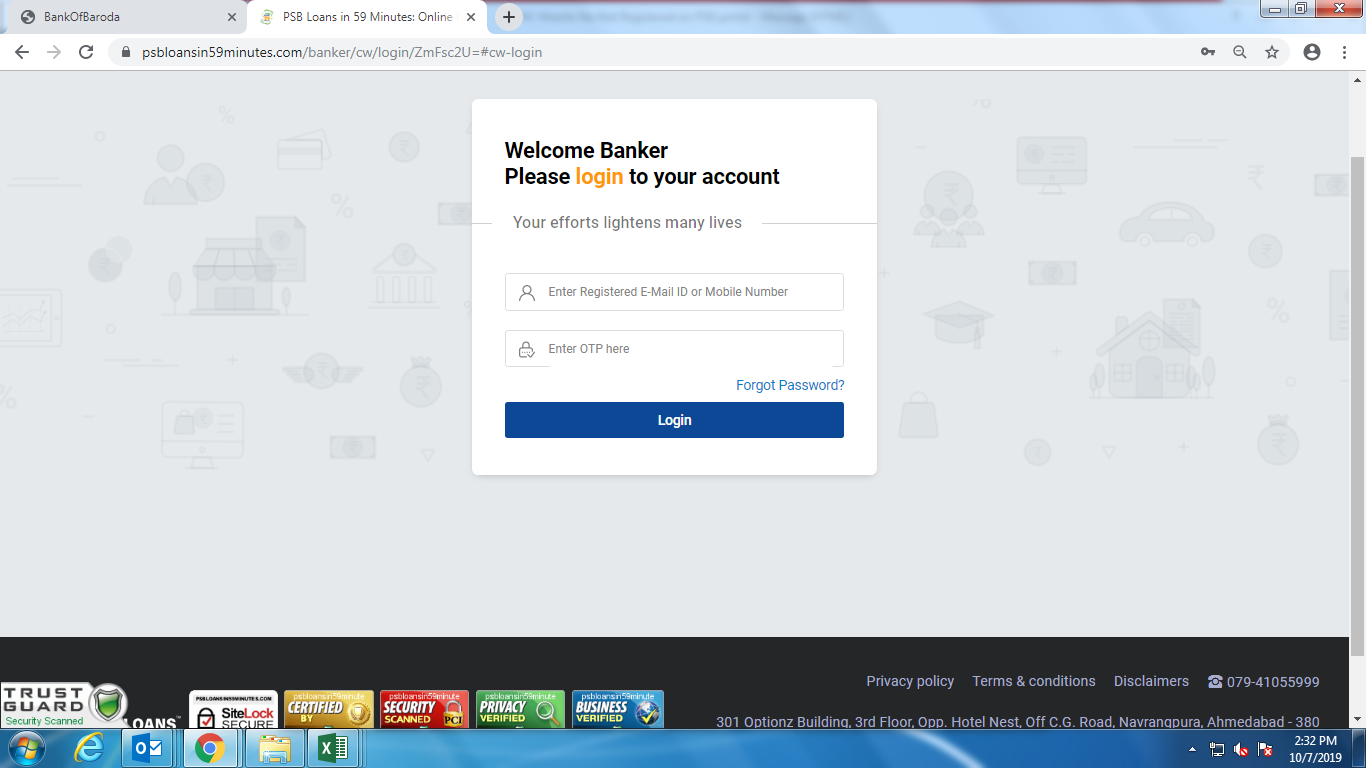 BankOfBaroda
PSB Loans in 59 Minutes: Online
psbloansin59minutes.com/banker/cw/login/ZmFsc2U=#cw-login
Welcome Banker
Please login to your account
Your efforts lightens many lives
Enter Registered E-Mail ID or Mobile Number
Enter OTP here
Forgot Password?
Login
Privacy policy
Terms & conditions
Disclaimers
079-41055999
301 Optionz Building, 3rd Floor, Opp. Hotel Nest, Off C.G. Road, Navrangpura, Ahmedabad - 380
TRUST
GUARD
Security Scanned
LOANS™
PSBLOANSIN59MINUTES.COM
SiteLock
SECURE
psbloansin59minute
CERTIFIED
BY
psbloansin59minute
SECURITY
SCANNED
PCI
psbloansin59minute
PRIVACY
VERIFIED
psbloansin59minute
BUSINESS
VERIFIED
2:32 PM
10/7/2019